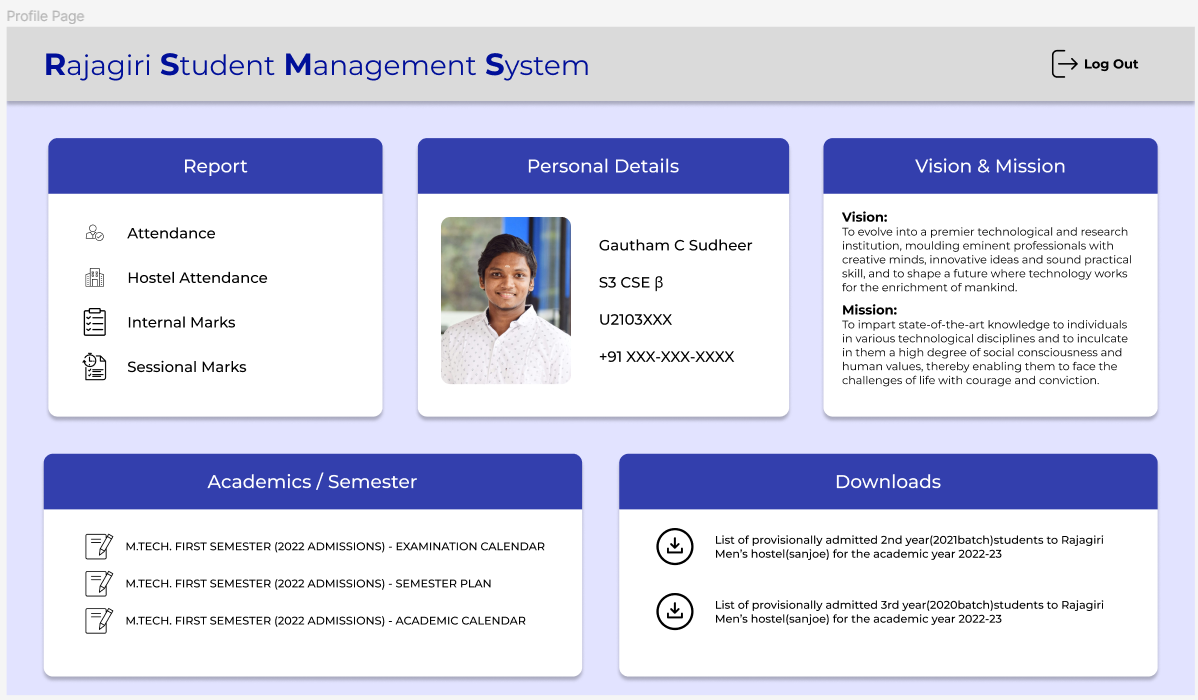 Profile Page
Rajagiri Student Management System
Log Out
Report
Attendance
Hostel Attendance
Internal Marks
Sessional Marks
Personal Details
Gautham C Sudheer
S3 CSE β
U2103XXX
+91 XXX-XXX-XXXX
Vision & Mission
Vision:
To evolve into a premier technological and research
institution, moulding eminent professionals with
creative minds, innovative ideas and sound practical
skill, and to shape a future where technology works
for the enrichment of mankind.
Mission:
To impart state-of-the-art knowledge to individuals
in various technological disciplines and to inculcate
in them a high degree of social consciousness and
human values, thereby enabling them to face the
challenges of life with courage and conviction.
Academics / Semester
M.TECH. FIRST SEMESTER (2022 ADMISSIONS) - EXAMINATION CALENDAR
M.TECH. FIRST SEMESTER (2022 ADMISSIONS) - SEMESTER PLAN
M.TECH. FIRST SEMESTER (2022 ADMISSIONS) - ACADEMIC CALENDAR
Downloads
List of provisionally admitted 2nd year(2021batch)students to Rajagiri
Men's hostel(sanjoe) for the academic year 2022-23
List of provisionally admitted 3rd year(2020batch)students to Rajagiri
Men's hostel(sanjoe) for the academic year 2022-23